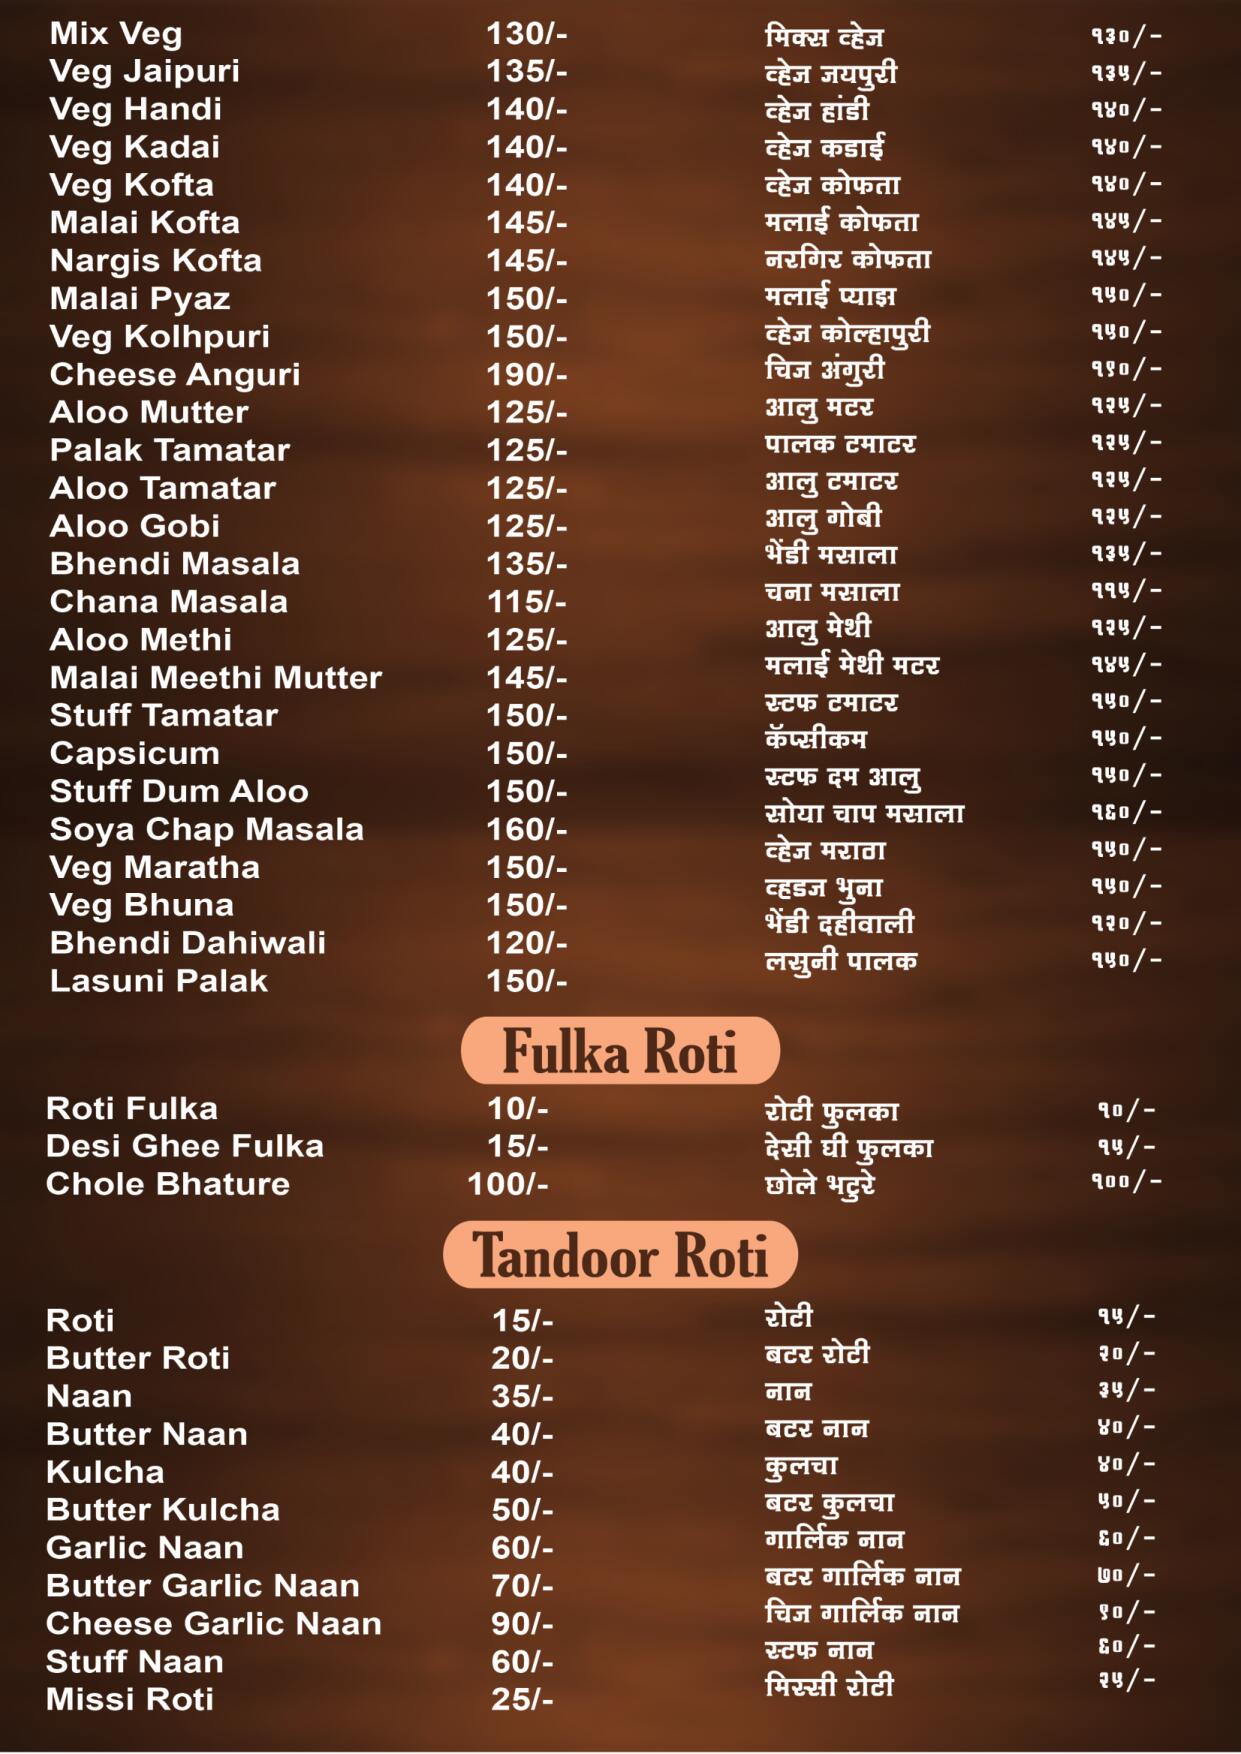 Mix Veg 130/- मिक्स व्हेज १३०/-
Veg Jaipuri 135/- व्हेज जयपुरी १३५/-
Veg Handi 140/- व्हेज हांडी १४०/-
Veg Kadai 140/- व्हेज कडाई १४०/-
Veg Kofta 140/- व्हेज कोफता १४०/-
Malai Kofta 145/- मलाई कोफता १४५/-
Nargis Kofta 145/- नरगिर कोफता १४५/-
Malai Pyaz 150/- मलाई प्याझ १५०/-
Veg Kolhpuri 150/- व्हेज कोल्हापुरी १५०/-
Cheese Anguri 190/- चिज अंगुरी १९०/-
Aloo Mutter 125/- आलु मटर १२५/-
Palak Tamatar 125/- पालक टमाटर १२५/-
Aloo Tamatar 125/- आलु टमाटर १२५/-
Aloo Gobi 125/- आलु गोबी १२५/-
Bhendi Masala 135/- भेंडी मसाला १३५/-
Chana Masala 115/- चना मसाला ११५/-
Aloo Methi 125/- आलु मेथी १२५/-
Malai Meethi Mutter 145/- मलाई मेथी मटर १४५/-
Stuff Tamatar 150/- स्टफ टमाटर १५०/-
Capsicum 150/- कॅप्सीकम १५०/-
Stuff Dum Aloo 150/- स्टफ दम आलु १५०/-
Soya Chap Masala 160/- सोया चाप मसाला १६०/-
Veg Maratha 150/- व्हेज मराठा १५०/-
Veg Bhuna 150/- व्हडज भुना १५०/-
Bhendi Dahiwali 120/- भेंडी दहीवाली १२०/-
Lasuni Palak 150/- लसुनी पालक १५०/-
Fulka Roti
Roti Fulka 10/- रोटी फुलका १०/-
Desi Ghee Fulka 15/- देसी घी फुलका १५/-
Chole Bhature 100/- छोले भटुरे १००/-
Tandoor Roti
Roti 15/- रोटी १५/-
Butter Roti 20/- बटर रोटी २०/-
Naan 35/- नान ३५/-
Butter Naan 40/- बटर नान ४०/-
Kulcha 40/- कुलचा ४०/-
Butter Kulcha 50/- बटर कुलचा ५०/-
Garlic Naan 60/- गार्लिक नान ६०/-
Butter Garlic Naan 70/- बटर गार्लिक नान ७०/-
Cheese Garlic Naan 90/- चिज गार्लिक नान ९०/-
Stuff Naan 60/- स्टफ नान ६०/-
Missi Roti 25/- मिस्सी रोटी २५/-